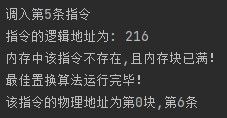 调入第5条指令
指令的逻辑地址为: 216
内存中该指令不存在,且内存块已满!
最佳置换算法运行完毕!
该指令的物理地址为第0块,第6条